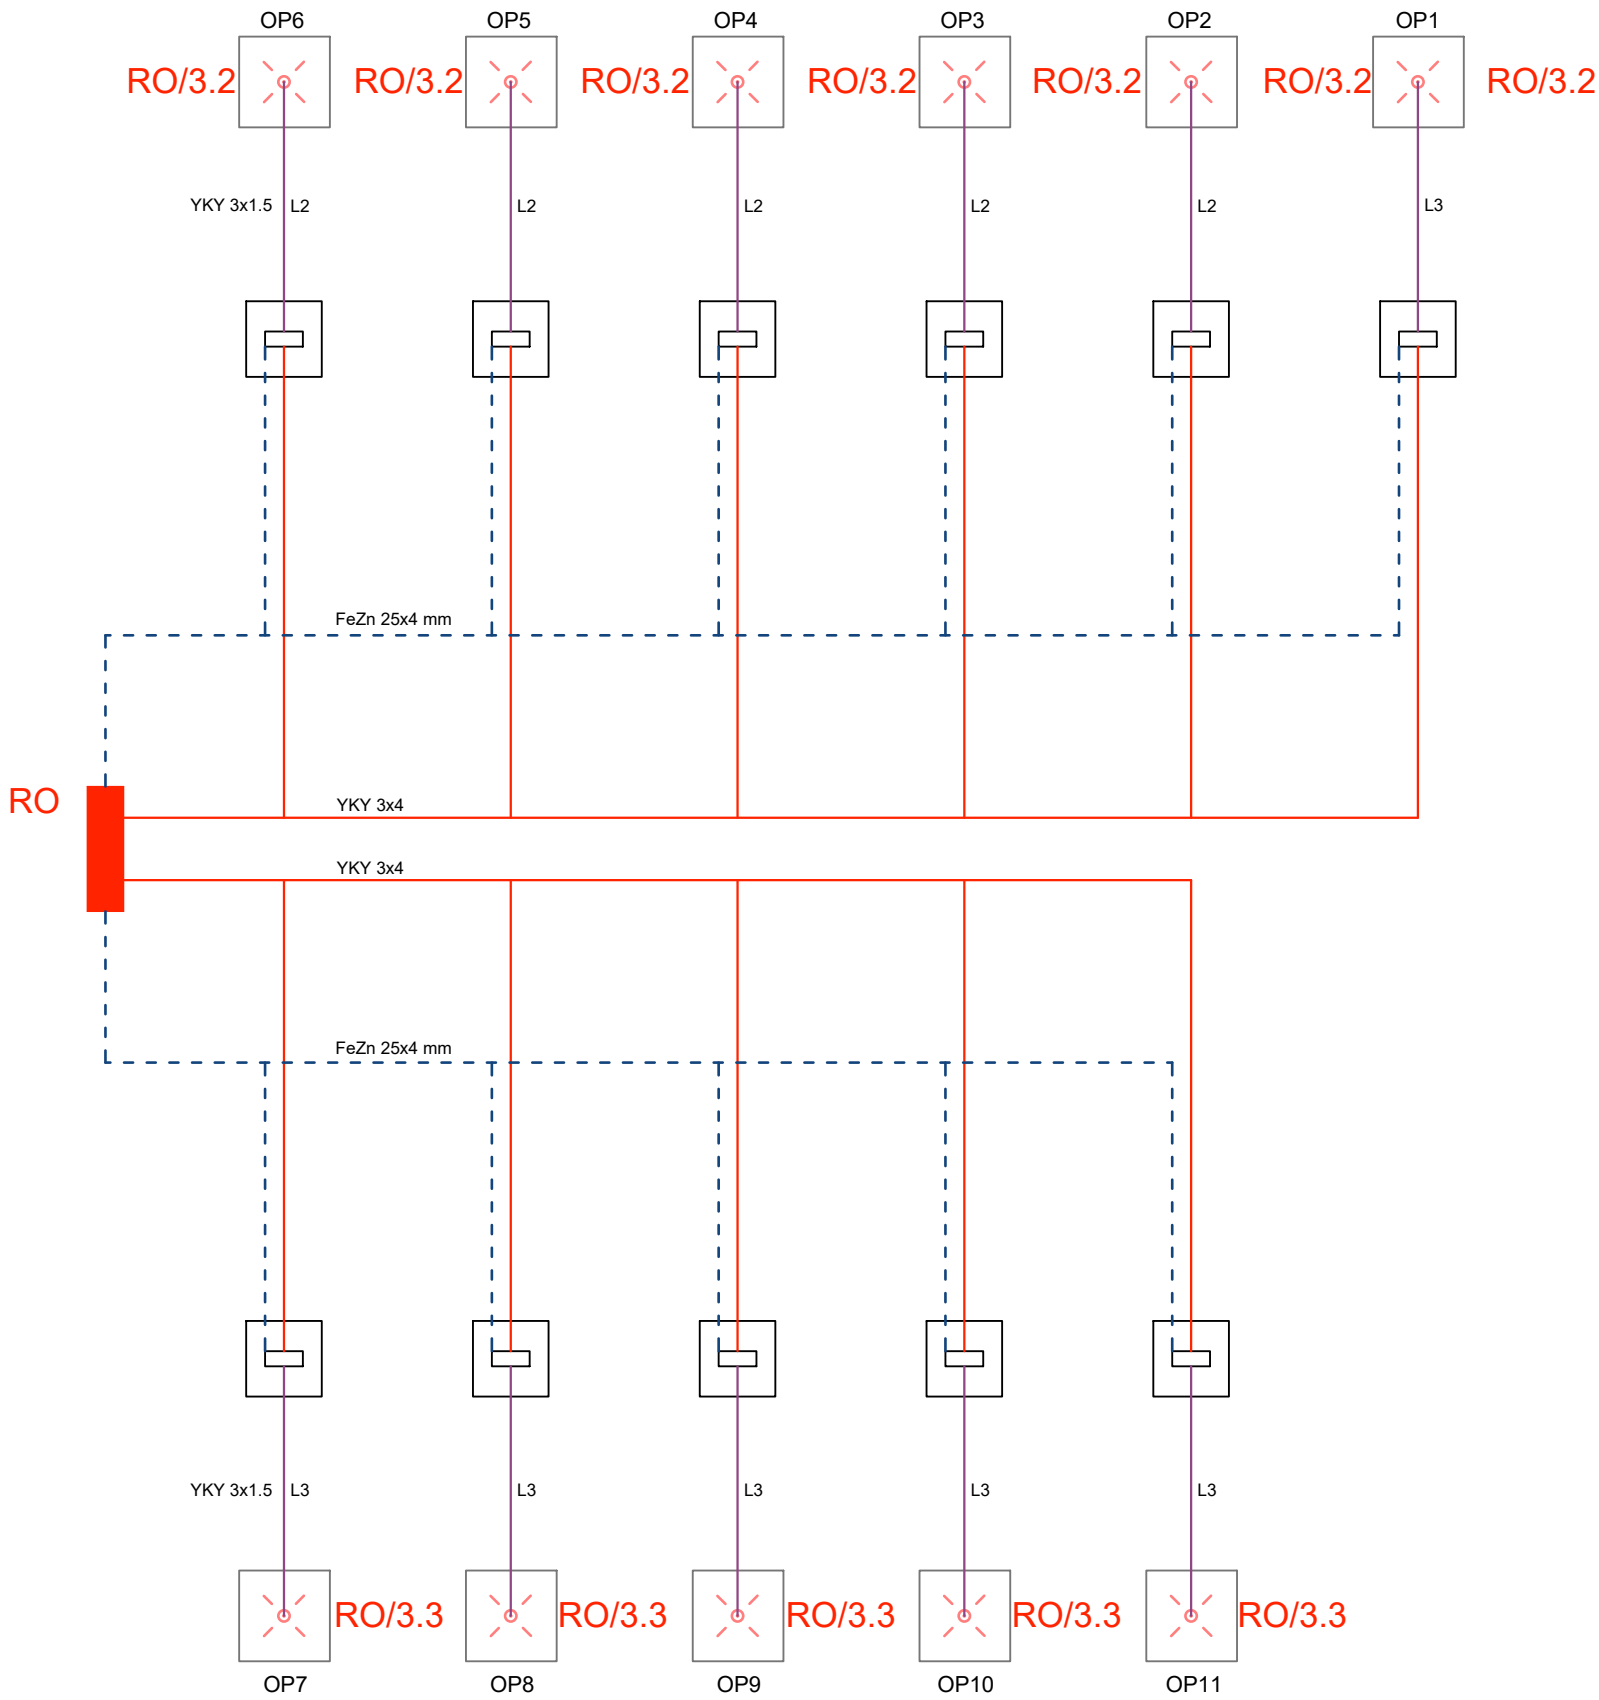 OP6 OP5 OP4 OP3 OP2 OP1
RO/3.2 RO/3.2 RO/3.2 RO/3.2 RO/3.2 RO/3.2 RO/3.2
YKY 3x1.5 L2 L2 L2 L2 L2 L3
FeZn 25x4 mm
RO
YKY 3x4
YKY 3x4
FeZn 25x4 mm
YKY 3x1.5 L3 L3 L3 L3 L3
RO/3.3 RO/3.3 RO/3.3 RO/3.3 RO/3.3
OP7 OP8 OP9 OP10 OP11